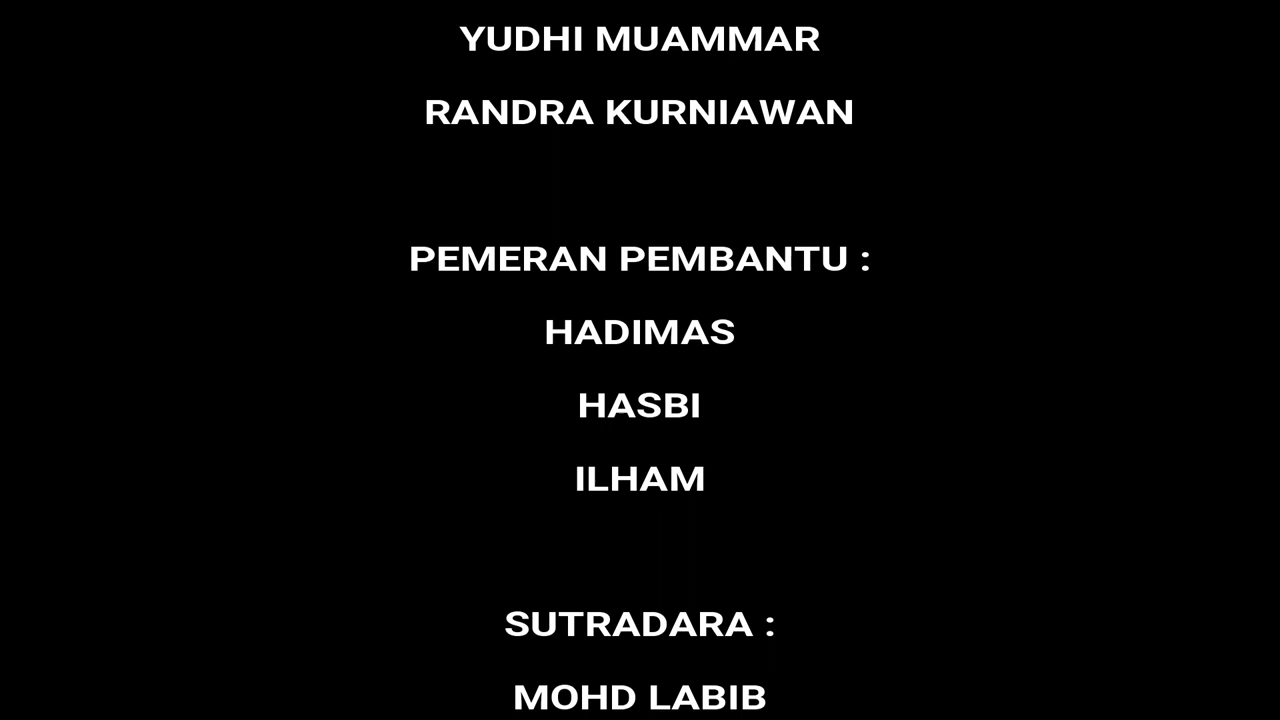 YUDHI MUAMMAR
RANDRA KURNIAWAN
PEMERAN PEMBANTU :
HADIMAS
HASBI
ILHAM
SUTRADARA :
MOHD LABIB